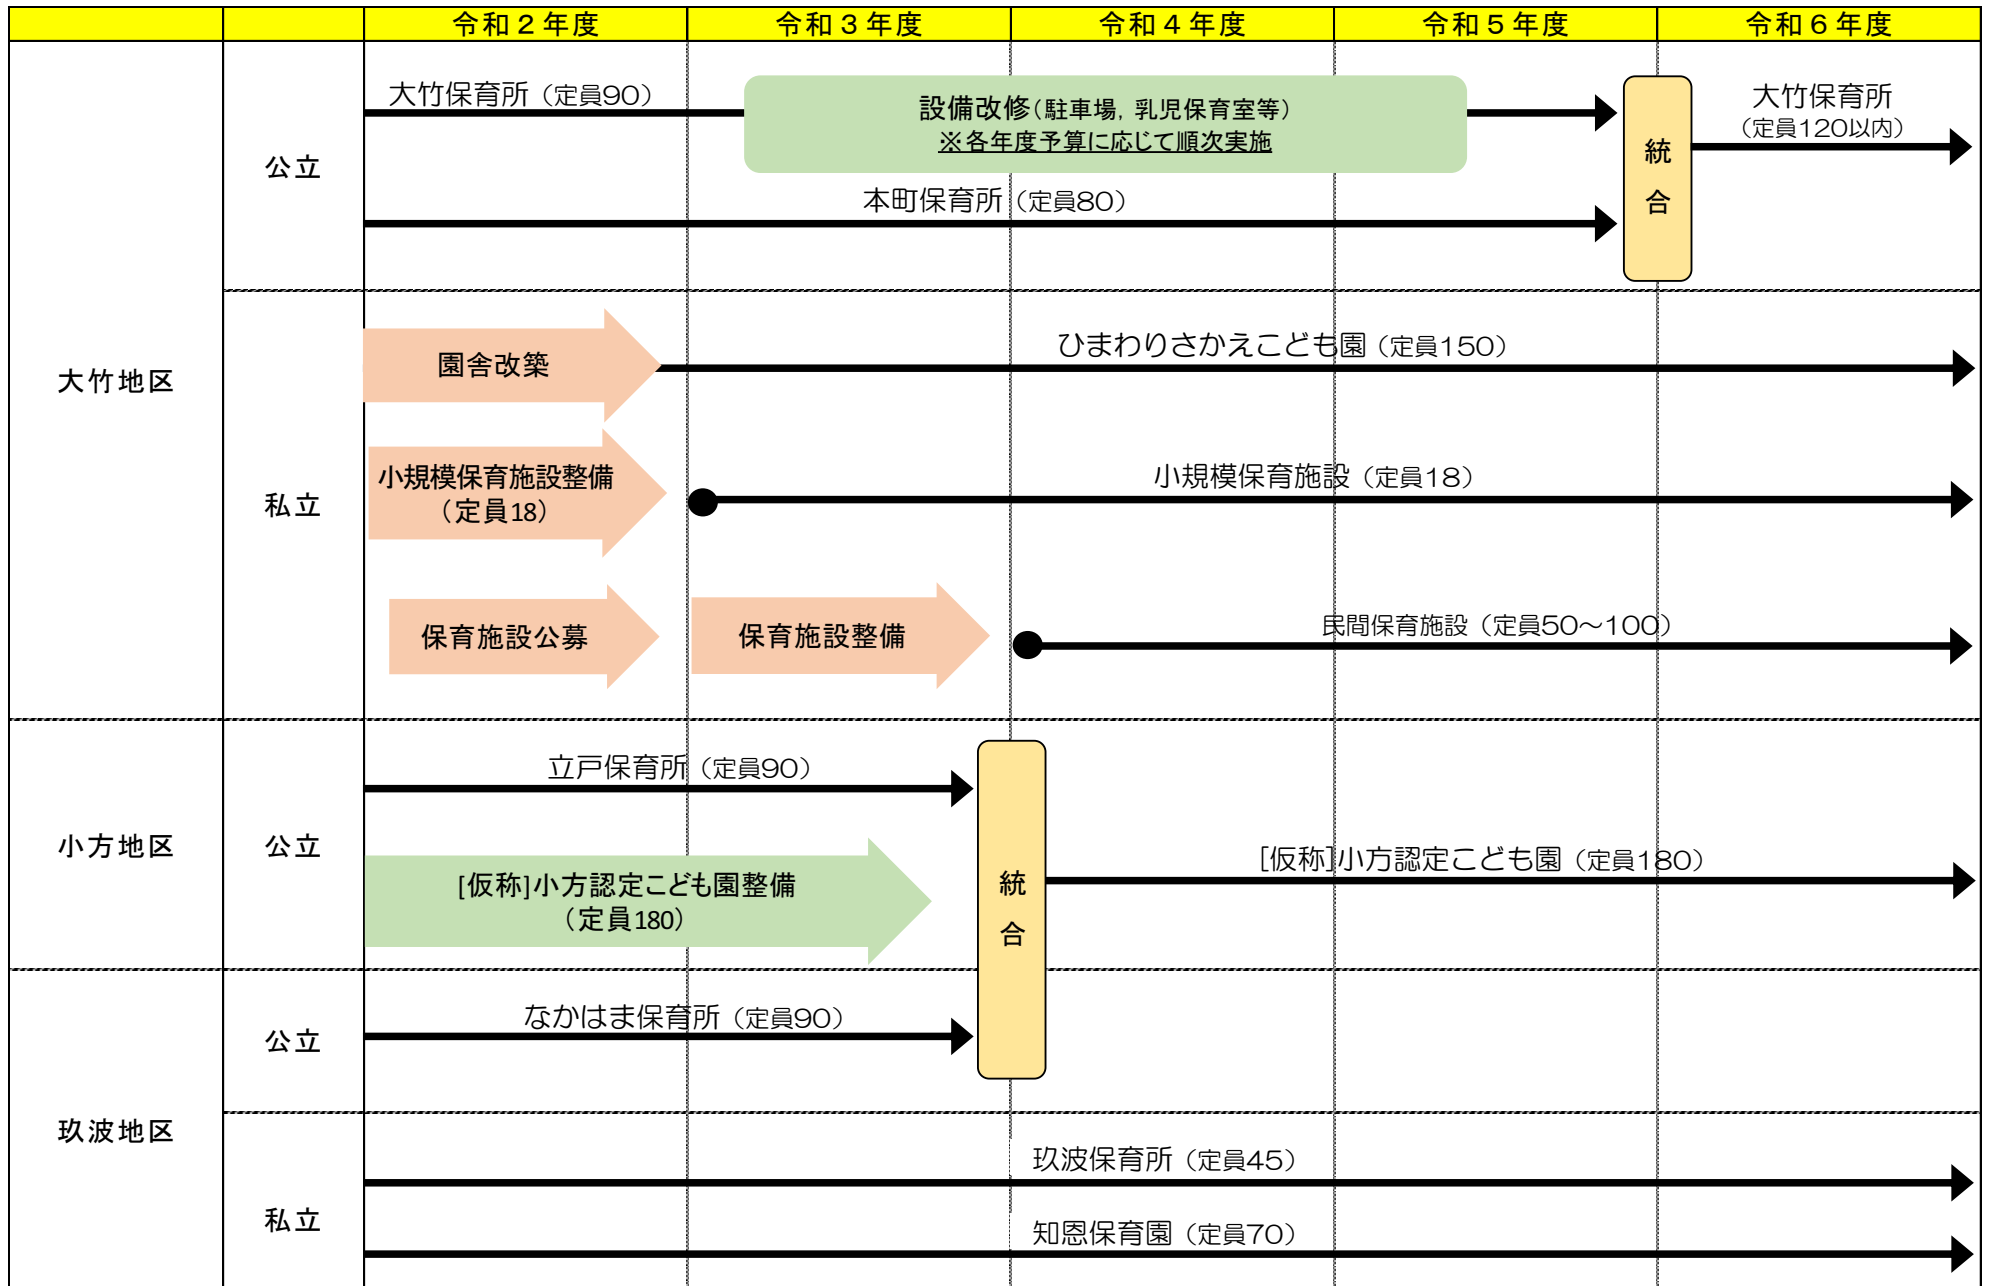 令和２年度
令和３年度
令和４年度
令和５年度
令和６年度
大竹地区
公立
大竹保育所（定員90）
設備改修（駐車場，乳児保育室等）
※各年度予算に応じて順次実施
本町保育所（定員80）
統
合
大竹保育所
（定員120以内）
私立
園舎改築
ひまわりさかえこども園（定員150）
小規模保育施設整備
（定員18）
小規模保育施設（定員18）
保育施設公募
保育施設整備
民間保育施設（定員50～100）
小方地区
公立
立戸保育所（定員90）
[仮称]小方認定こども園整備
（定員180）
統
合
[仮称]小方認定こども園（定員180）
玖波地区
公立
なかはま保育所（定員90）
私立
玖波保育所（定員45）
知恩保育園（定員70）